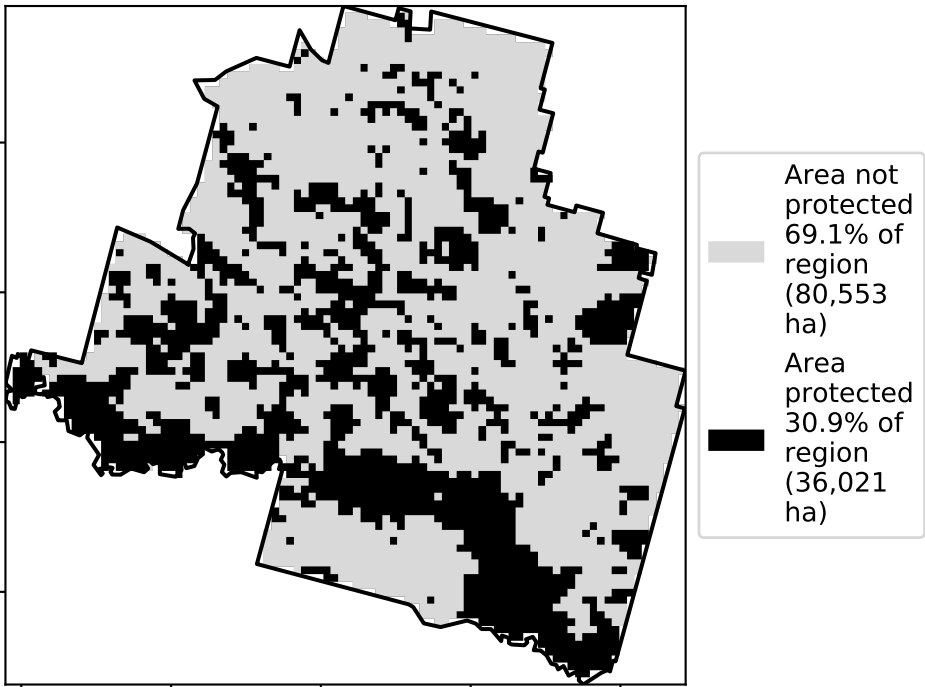 Area not
protected
69.1% of
region
(80,553
ha)
Area
protected
30.9% of
region
(36,021
ha)